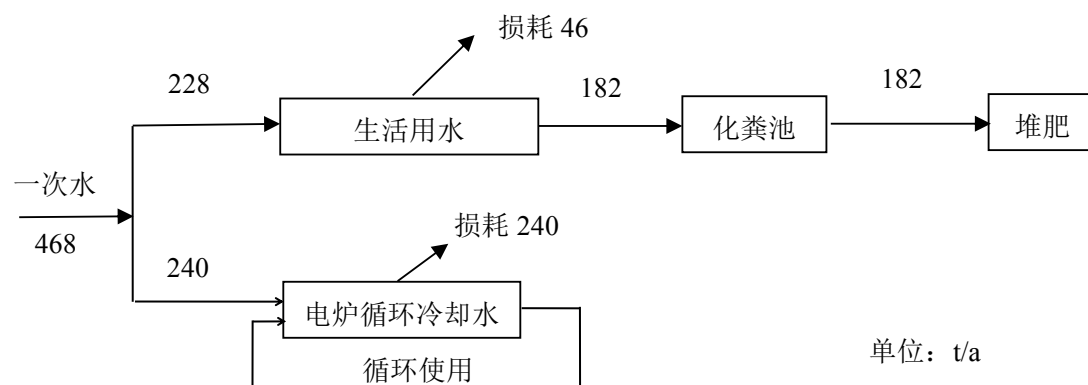 损耗 46
228
182
182
生活用水
化粪池
堆肥
一次水
468
损耗 240
240
电炉循环冷却水
循环使用
单位：t/a